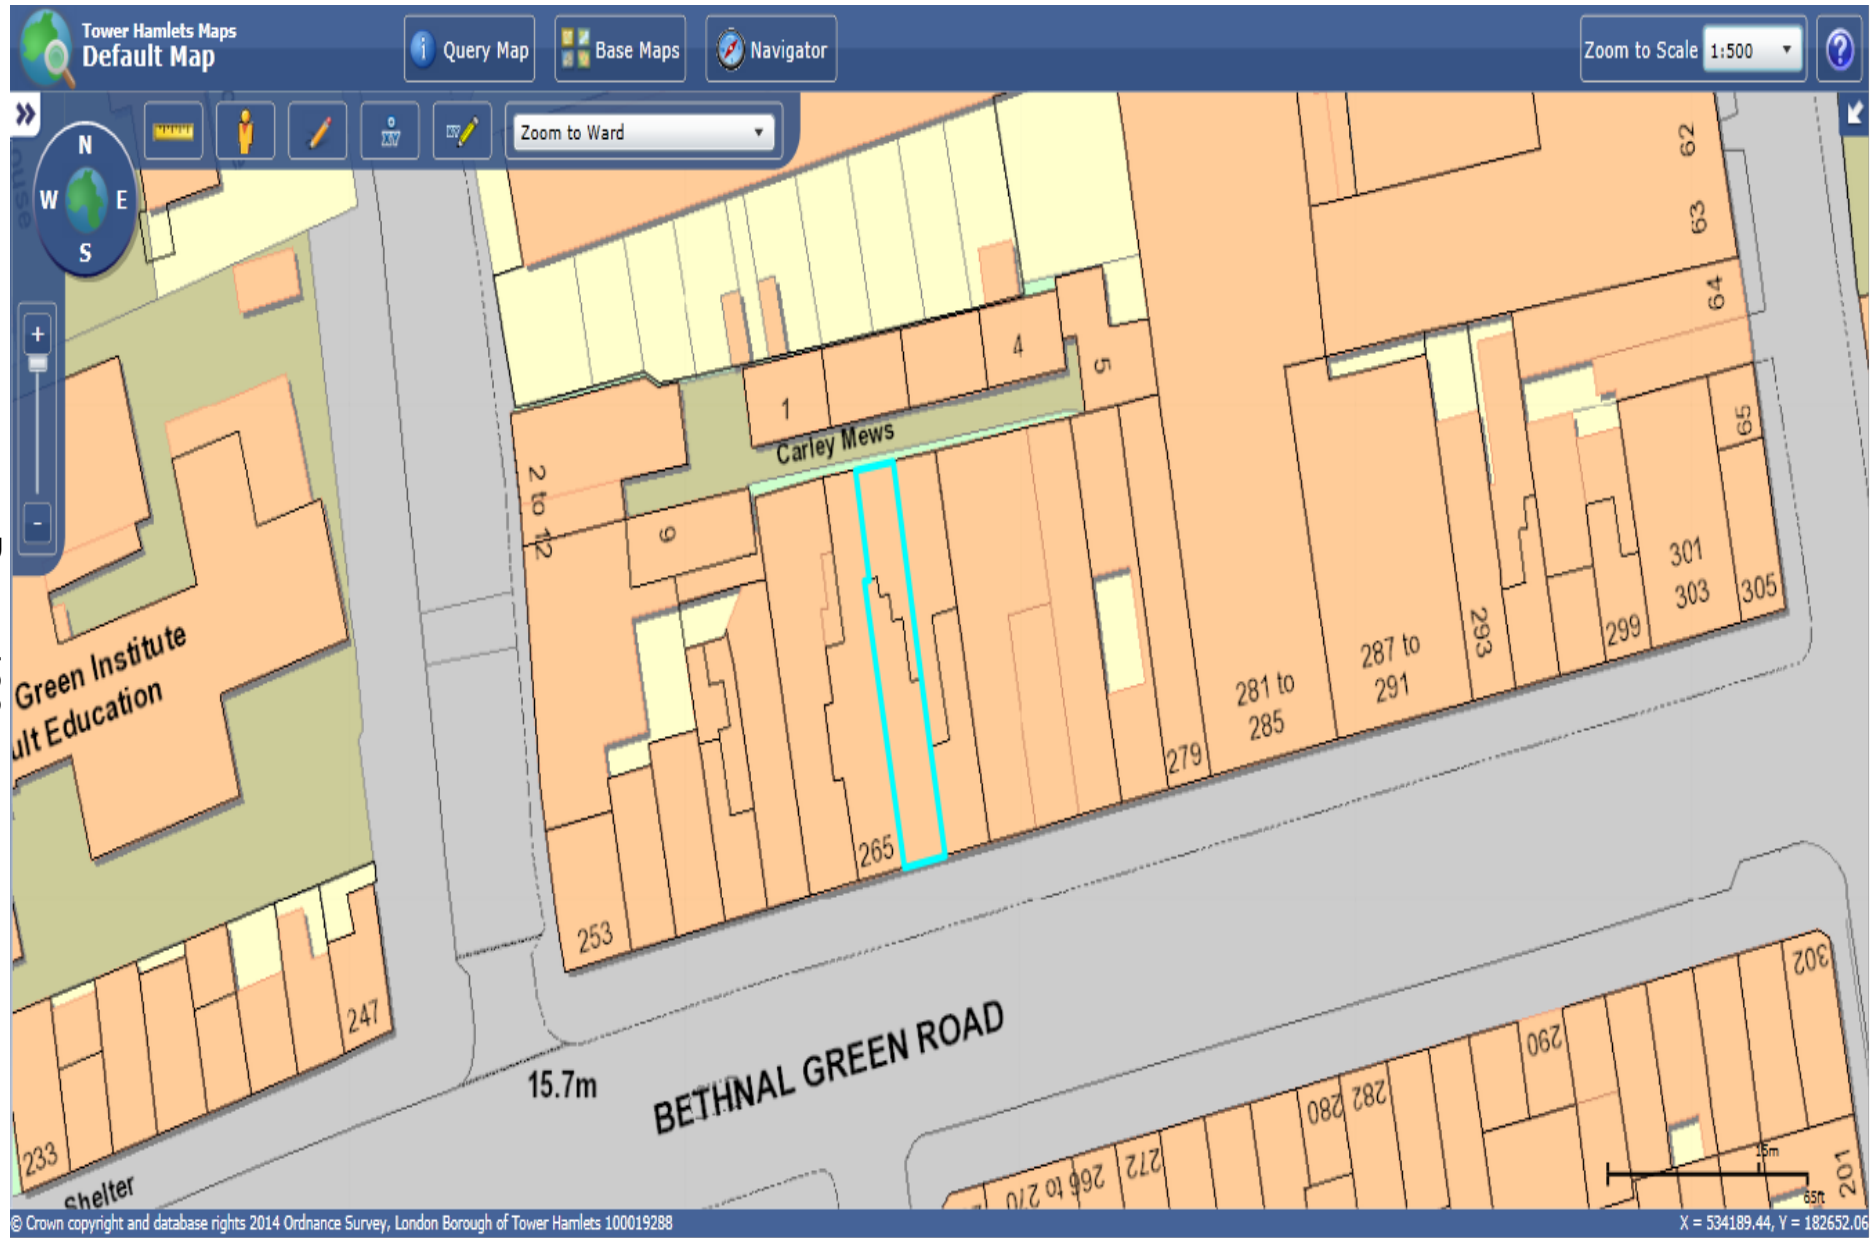 Tower Hamlets Maps
Default Map
Query Map
Base Maps
Navigator
Zoom to Scale 1:500
Zoom to Ward
N
W E
S
+
-
62
63
64
65
4
5
1
Carley Mews
2 to 12
9
Green Institute
ult Education
301
303
305
299
293
287 to
291
281 to
285
279
265
253
247
233
Shelter
15.7m
BETHNAL GREEN ROAD
302
290
282
280
272
266 to 270
201
15m
65ft
© Crown copyright and database rights 2014 Ordnance Survey, London Borough of Tower Hamlets 100019288
X = 534189.44, Y = 182652.06